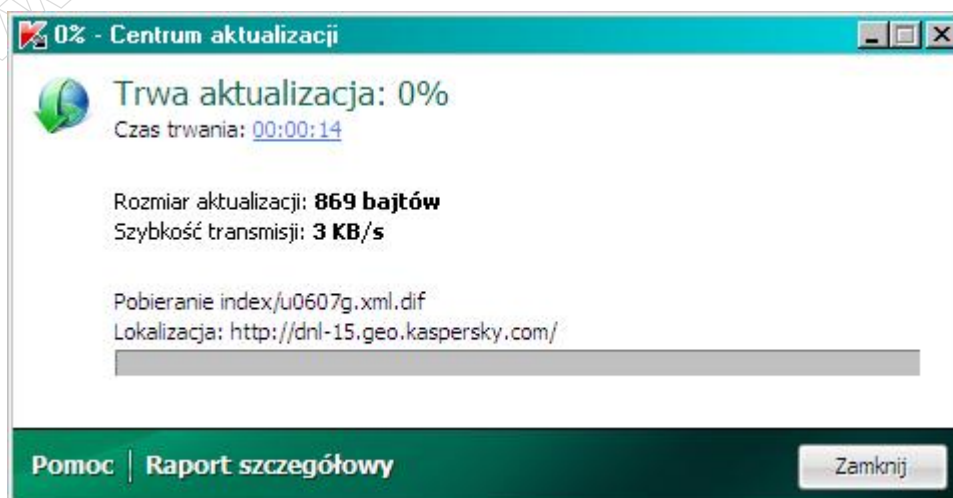 0% - Centrum aktualizacji
Trwa aktualizacja: 0%
Czas trwania: 00:00:14
Rozmiar aktualizacji: 869 bajtów
Szybkość transmisji: 3 KB/s
Pobieranie index/u0607g.xml.dif
Lokalizacja: http://dnl-15.geo.kaspersky.com/
Pomoc | Raport szczegółowy
Zamknij